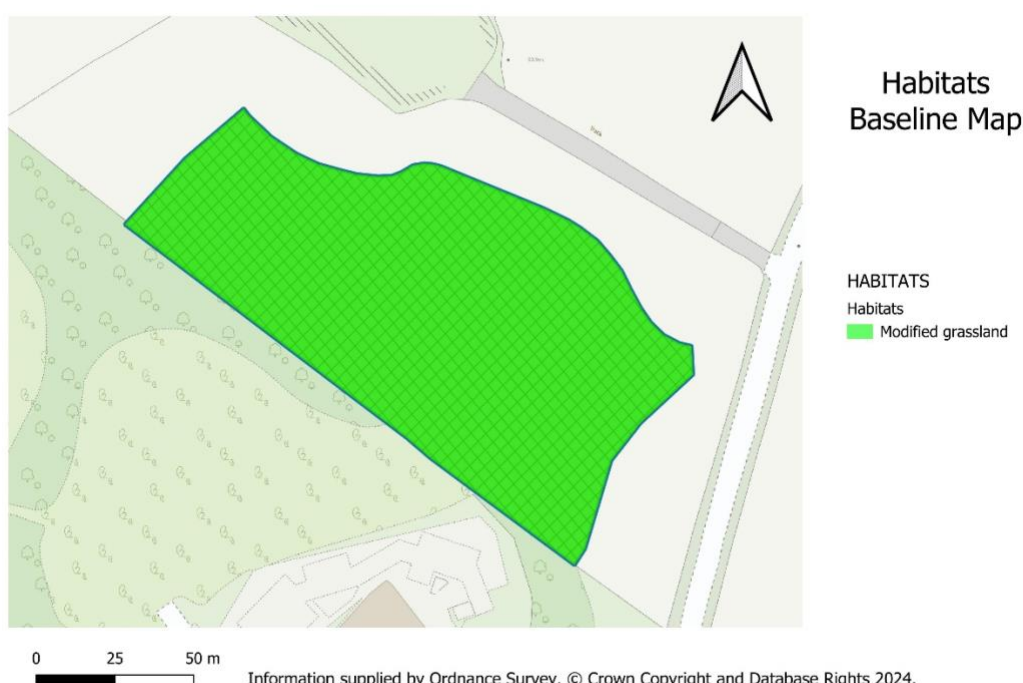 Habitats
Baseline Map
Path
HABITATS
Habitats
Modified grassland
0 25 50 m
Information supplied by Ordnance Survey. © Crown Copyright and Database Rights 2024.